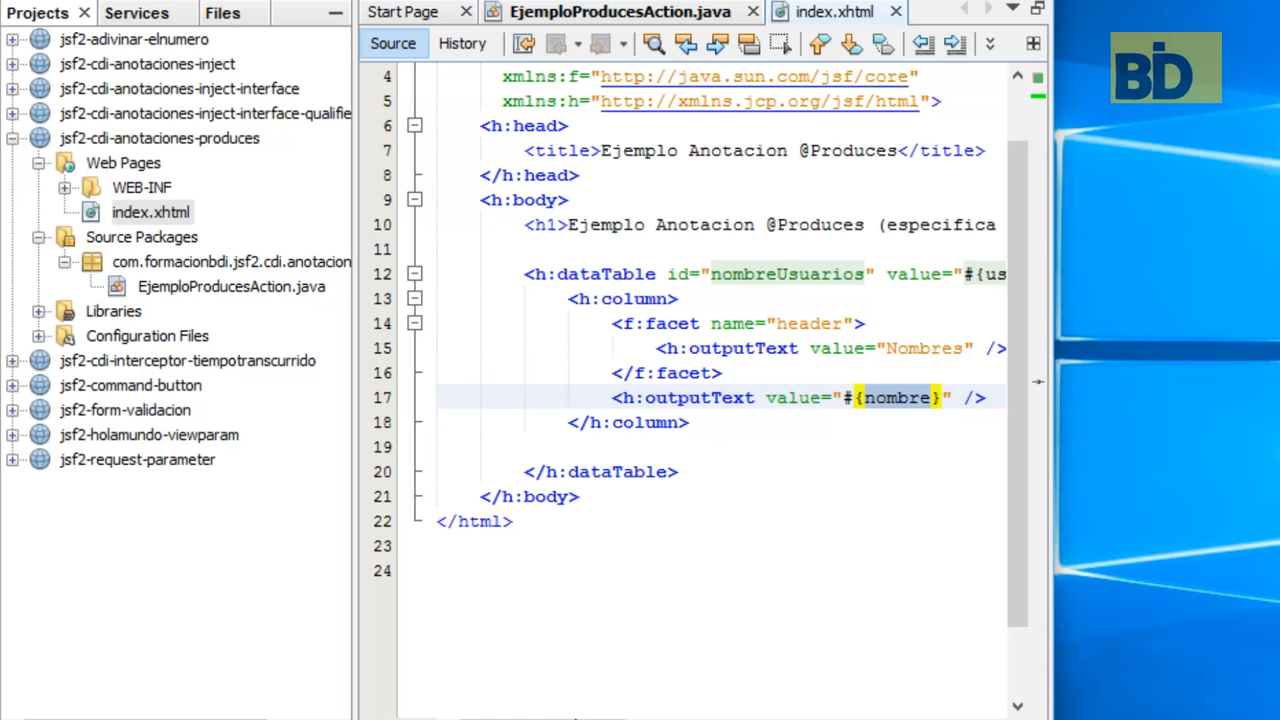 Projects
Services
Files
jsf2-adivinar-elnumero
jsf2-cdi-anotaciones-inject
jsf2-cdi-anotaciones-inject-interface
jsf2-cdi-anotaciones-inject-interface-qualifie
jsf2-cdi-anotaciones-produces
Web Pages
WEB-INF
index.xhtml
Source Packages
com.formacionbdi.jsf2.cdi.anotacion
EjemploProducesAction.java
Libraries
Configuration Files
jsf2-cdi-interceptor-tiempotranscurrido
jsf2-command-button
jsf2-form-validacion
jsf2-holamundo-viewparam
jsf2-request-parameter
Start Page
EjemploProducesAction.java
index.xhtml
Source
History
4 xmlns:f="http://java.sun.com/jsf/core"
5 xmlns:h="http://xmlns.jcp.org/jsf/html">
6 <h:head>
7 <title>Ejemplo Anotacion @Produces</title>
8 </h:head>
9 <h:body>
10 <h1>Ejemplo Anotacion @Produces (especifica
11
12 <h:dataTable id="nombreUsuarios" value="#{us
13 <h:column>
14 <f:facet name="header">
15 <h:outputText value="Nombres" />
16 </f:facet>
17 <h:outputText value="#{nombre}" />
18 </h:column>
19
20 </h:dataTable>
21 </h:body>
22 </html>
23
24
BDI